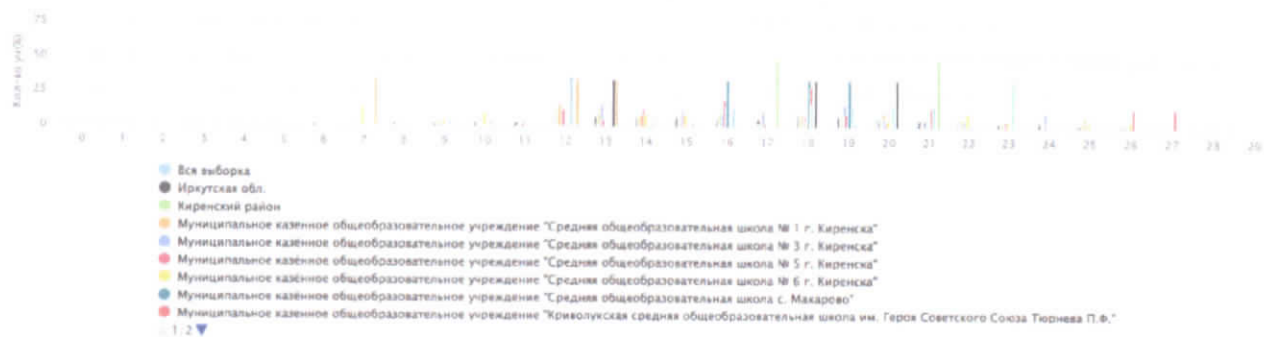 75
50
25
0
Кол-во уч(%)
0 1 2 3 4 5 6 7 8 9 10 11 12 13 14 15 16 17 18 19 20 21 22 23 24 25 26 27 28 29
Вся выборка
Иркутская обл.
Киренский район
Муниципальное казённое общеобразовательное учреждение "Средняя общеобразовательная школа № 1 г. Киренска"
Муниципальное казённое общеобразовательное учреждение "Средняя общеобразовательная школа № 3 г. Киренска"
Муниципальное казённое общеобразовательное учреждение "Средняя общеобразовательная школа № 5 г. Киренска"
Муниципальное казённое общеобразовательное учреждение "Средняя общеобразовательная школа № 6 г. Киренска"
Муниципальное казённое общеобразовательное учреждение "Средняя общеобразовательная школа с. Макарово"
Муниципальное казенное общеобразовательное учреждение "Криволукская средняя общеобразовательная школа им. Героя Советского Союза Тюрнева П.Ф."
1/2